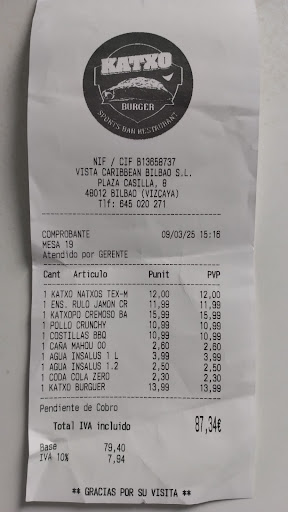 KATXO
BURGER
SPORTS BAR RESTAURANT
NIF / CIF B13658737
VISTA CARIBBEAN BILBAO S.L.
PLAZA CASILLA, 8
48012 BILBAO (VIZCAYA)
Tlf: 645 020 271
COMPROBANTE 09/03/25 15:16
MESA 19
Atendido por GERENTE
Cant Articulo Punit PVP
1 KATXO NATXOS TEX-M 12,00 12,00
1 ENS. RULO JAMON CR 11,99 11,99
1 KATXOPO CREMOSO BA 15,99 15,99
1 POLLO CRUNCHY 10,99 10,99
1 COSTILLAS BBQ 10,99 10,99
1 CAÑA MAHOU OO 2,60 2,60
1 AGUA INSALUS 1 L 3,99 3,99
1 AGUA INSALUS 1.2 2,50 2,50
1 COCA COLA ZERO 2,30 2,30
1 KATXO BURGUER 13,99 13,99
Pendiente de Cobro
Total IVA incluido 87,34€
Base 79,40
IVA 10% 7,94
** GRACIAS POR SU VISITA **